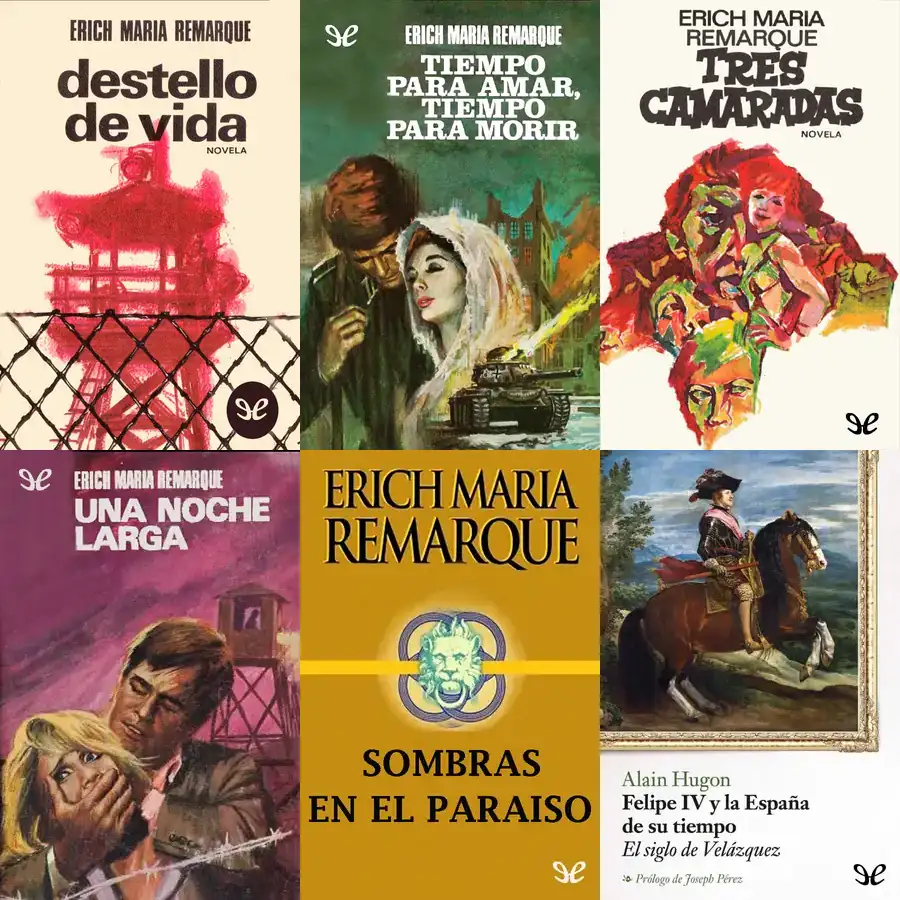 ERICH MARIA REMARQUE
destello
de vida
NOVELA
ERICH MARIA REMARQUE
TIEMPO
PARA AMAR,
TIEMPO
PARA MORIR
ERICH MARIA
REMARQUE
TRES
CAMARADAS
NOVELA
ERICH MARIA REMARQUE
UNA NOCHE
LARGA
ERICH MARIA
REMARQUE
SOMBRAS
EN EL PARAISO
Alain Hugon
Felipe IV y la España
de su tiempo
El siglo de Velázquez
Prólogo de Joseph Pérez